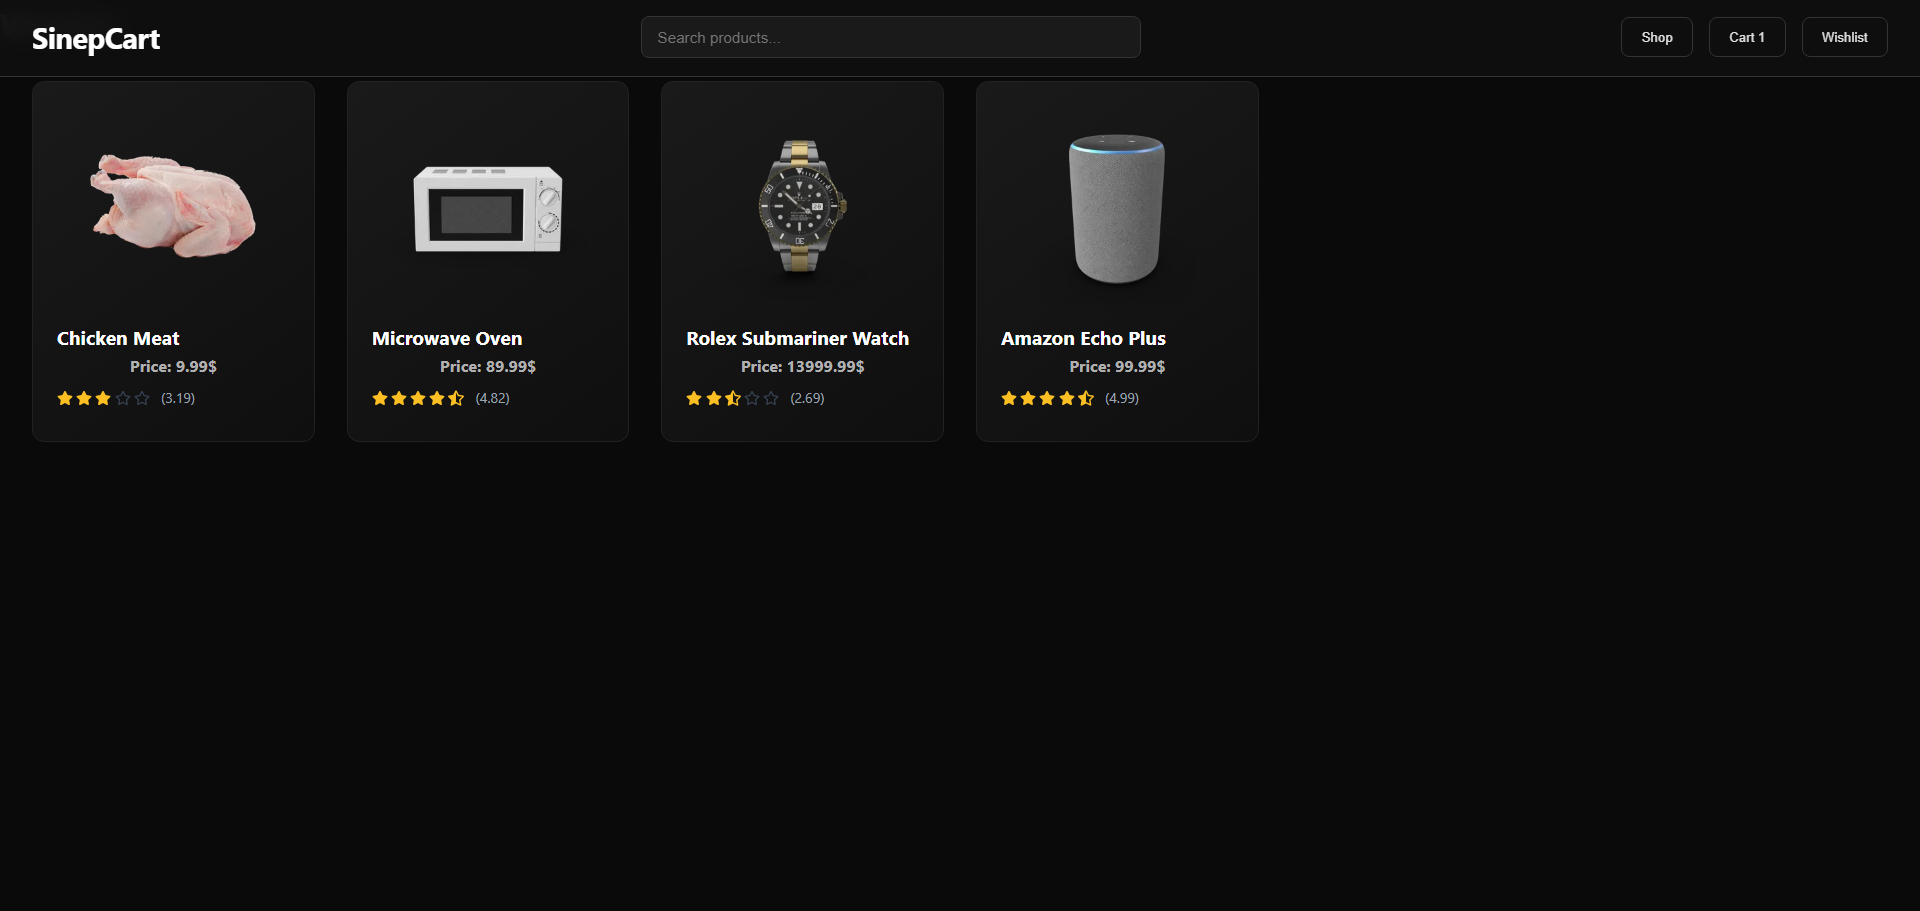 SinepCart
Search products...
Shop
Cart 1
Wishlist
Chicken Meat
Price: 9.99$
(3.19)
Microwave Oven
Price: 89.99$
(4.82)
Rolex Submariner Watch
Price: 13999.99$
(2.69)
Amazon Echo Plus
Price: 99.99$
(4.99)